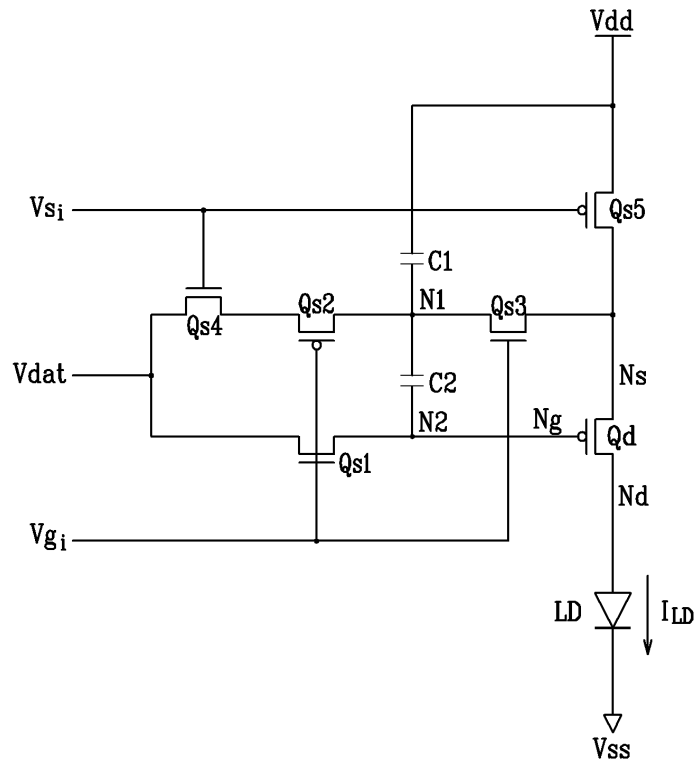 Vdd
Vsi
Qs5
C1
Qs2
N1
Qs3
Qs4
Vdat
C2
Ns
N2
Ng
Qd
Qs1
Nd
Vgi
LD
ILD
Vss